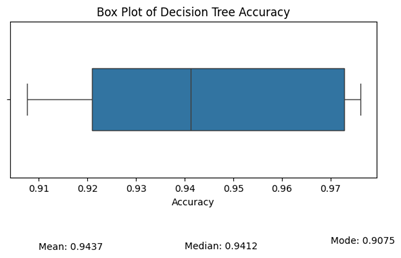 Box Plot of Decision Tree Accuracy
0.91 0.92 0.93 0.94 0.95 0.96 0.97
Accuracy
Mean: 0.9437 Median: 0.9412 Mode: 0.9075